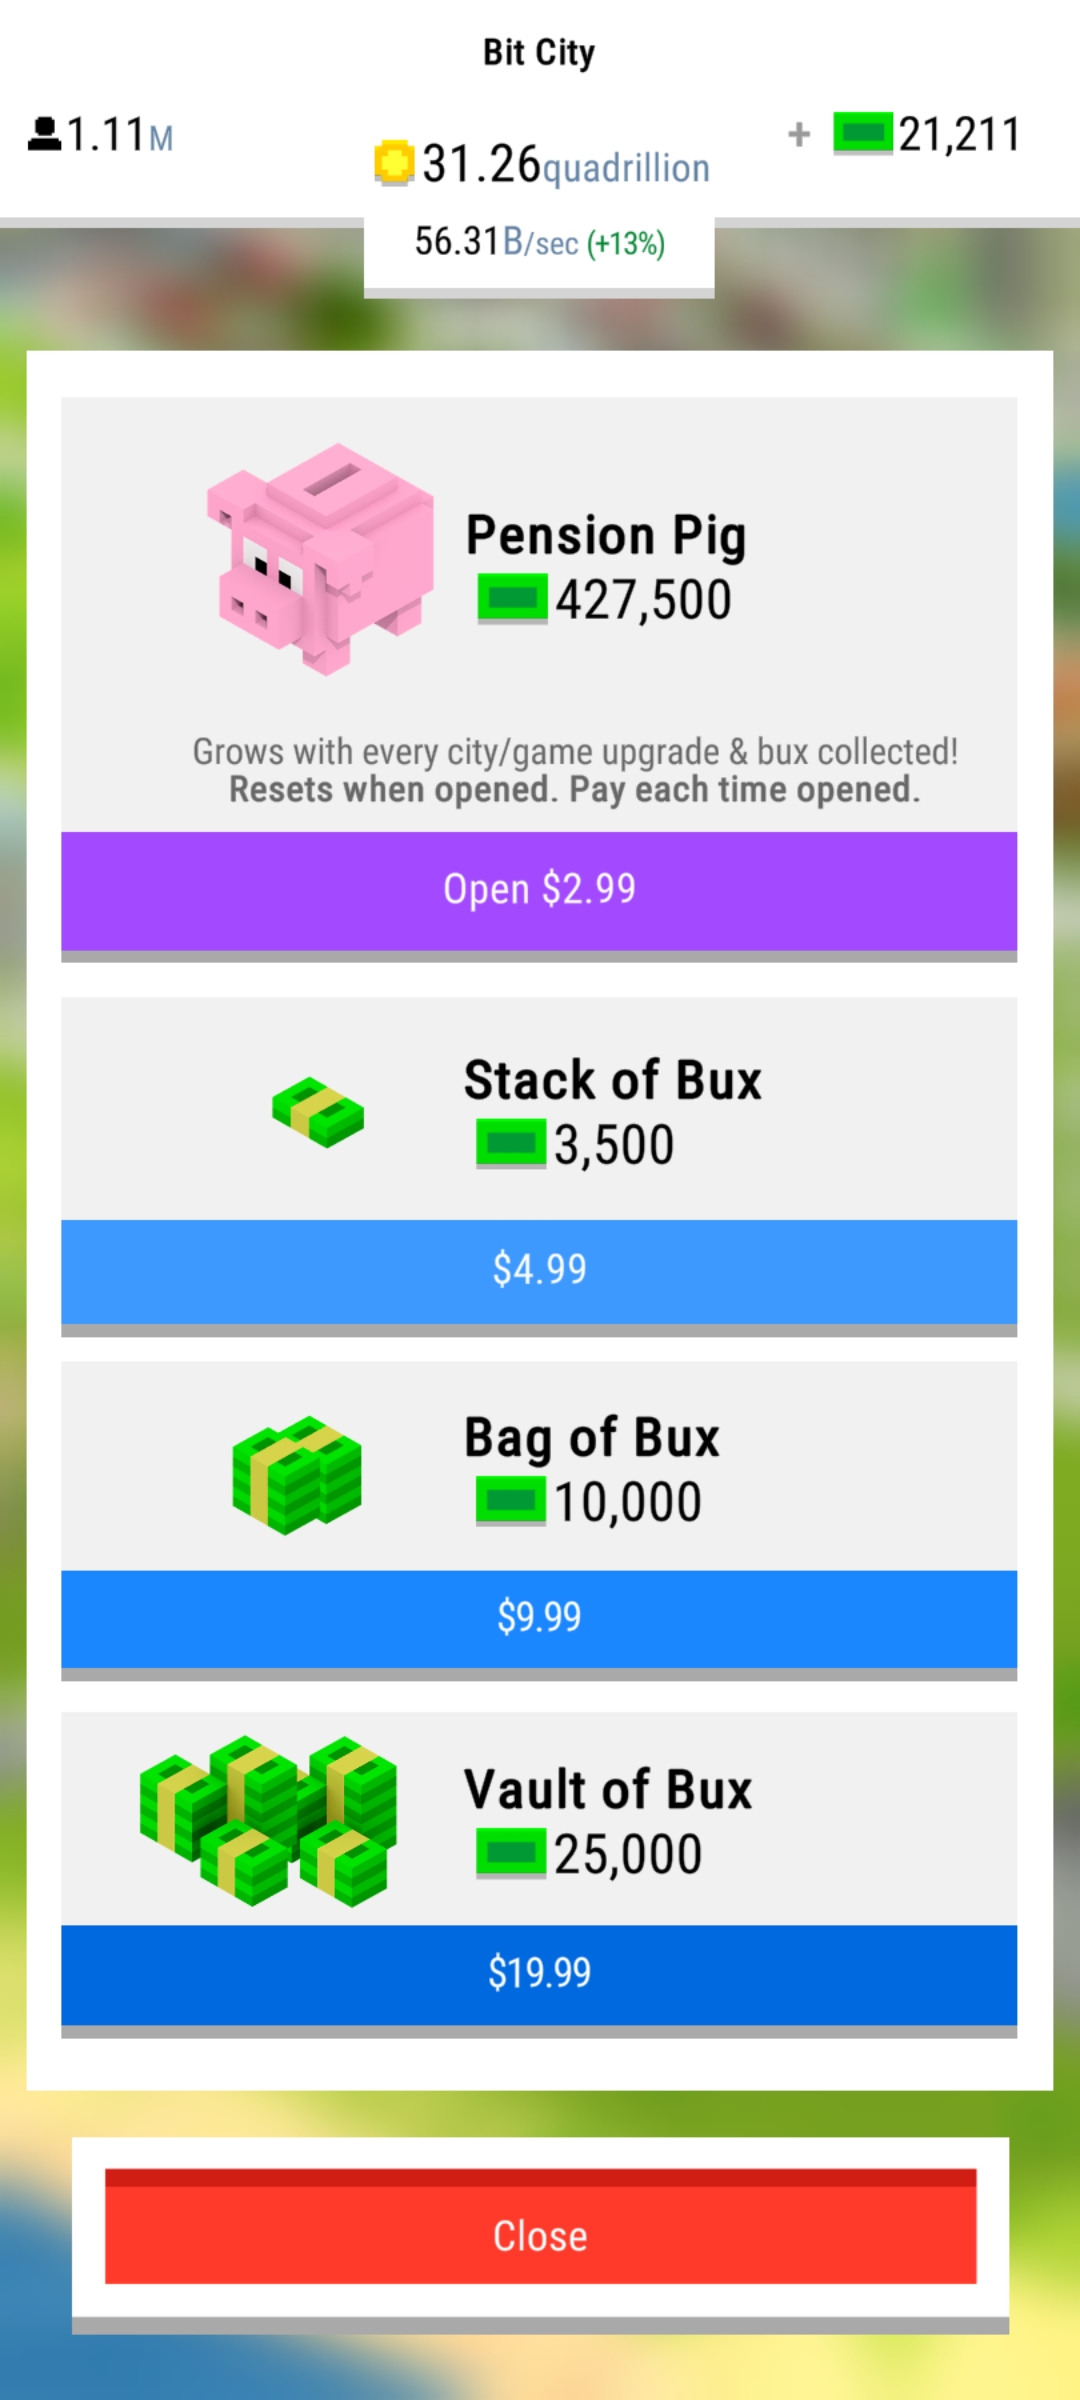 Bit City
1.11M
31.26quadrillion
+ 21,211
56.31B/sec (+13%)
Pension Pig
427,500
Grows with every city/game upgrade & bux collected!
Resets when opened. Pay each time opened.
Open $2.99
Stack of Bux
3,500
$4.99
Bag of Bux
10,000
$9.99
Vault of Bux
25,000
$19.99
Close